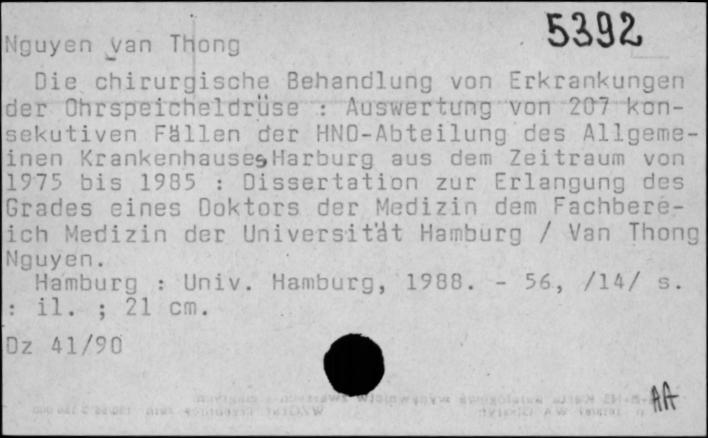 5392
Nguyen van Thong
Die chirurgische Behandlung von Erkrankungen
der Ohrspeicheldrüse : Auswertung von 207 kon-
sekutiven Fällen der HNO-Abteilung des Allgeme-
inen Krankenhauses Harburg aus dem Zeitraum von
1975 bis 1985 : Dissertation zur Erlangung des
Grades eines Doktors der Medizin dem Fachbere-
ich Medizin der Universität Hamburg / Van Thong
Nguyen.
Hamburg : Univ. Hamburg, 1988. - 56, /14/ s.
: il. ; 21 cm.
Dz 41/90
AA